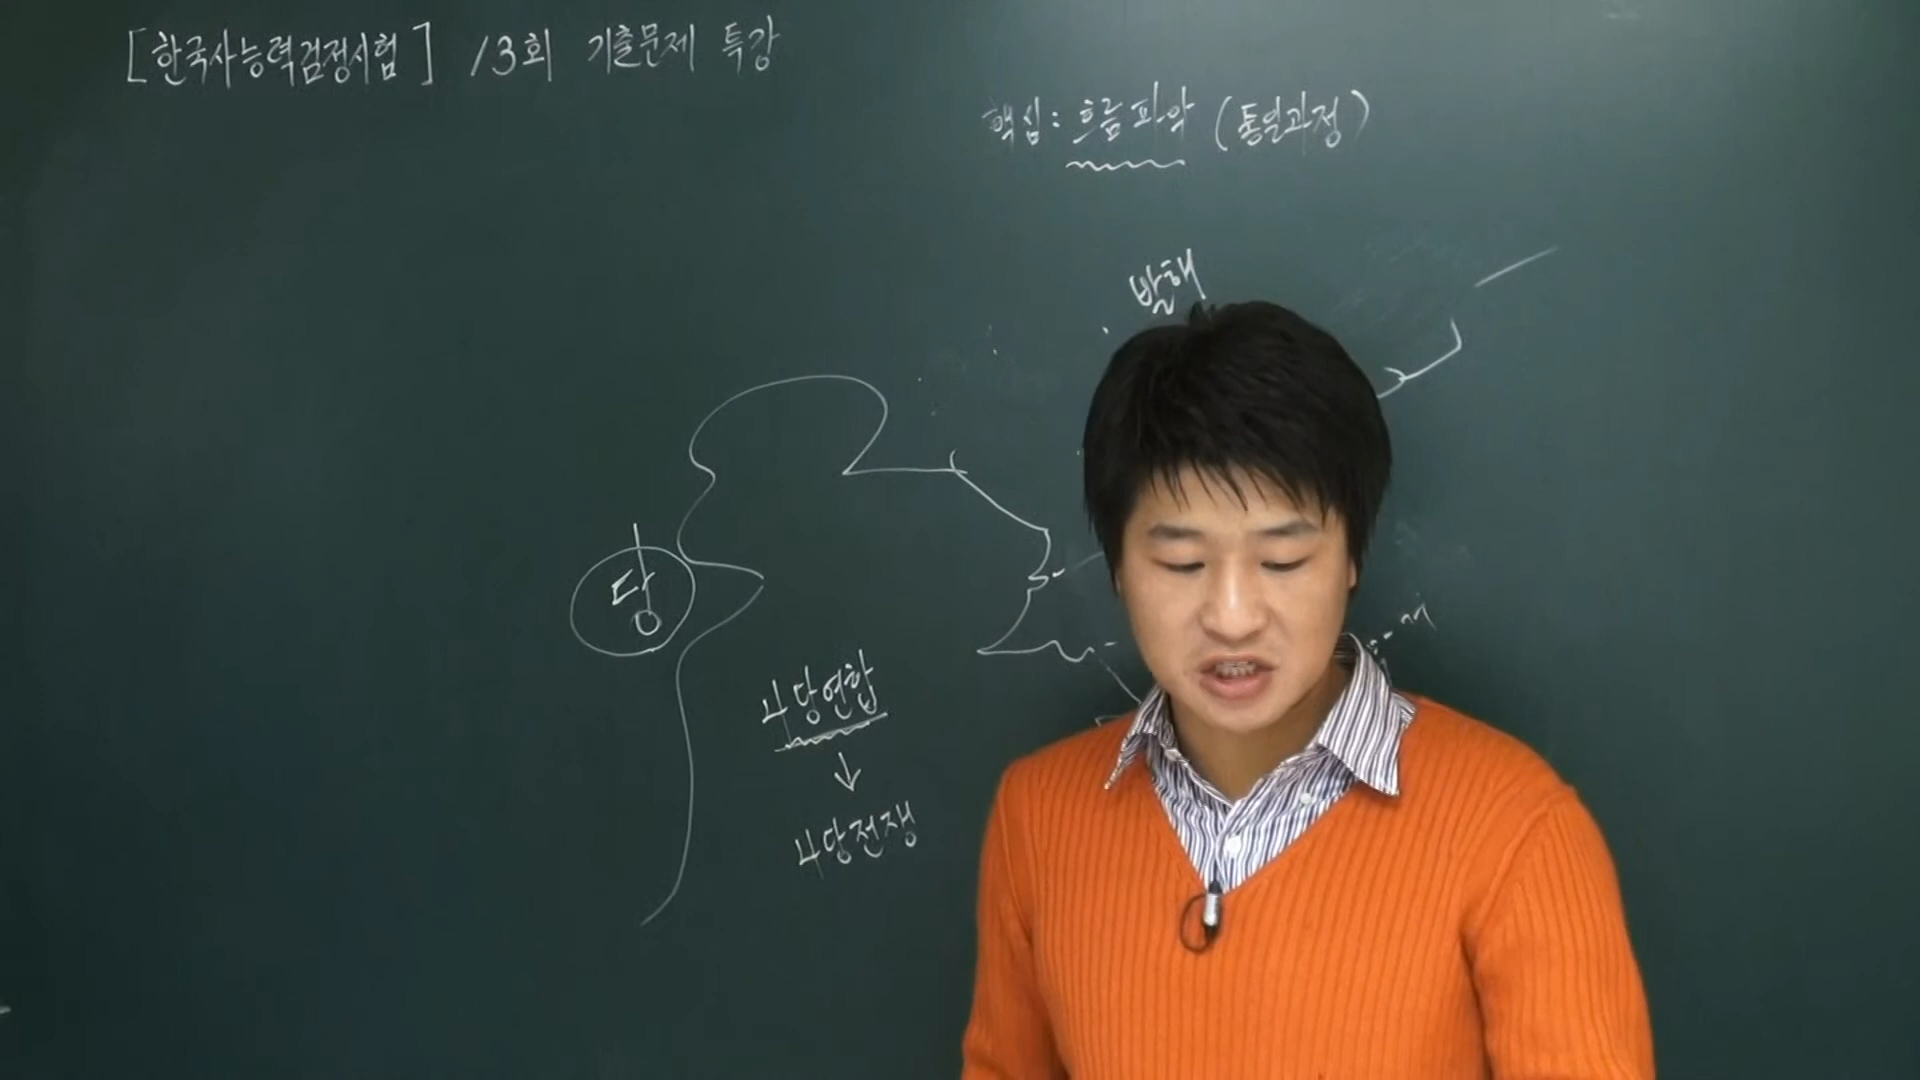 [한국사능력검정시험] 13회 기출문제 특강
핵심: 흐름파악 (통일과정)
발해
당
나당연합
↓
나당전쟁